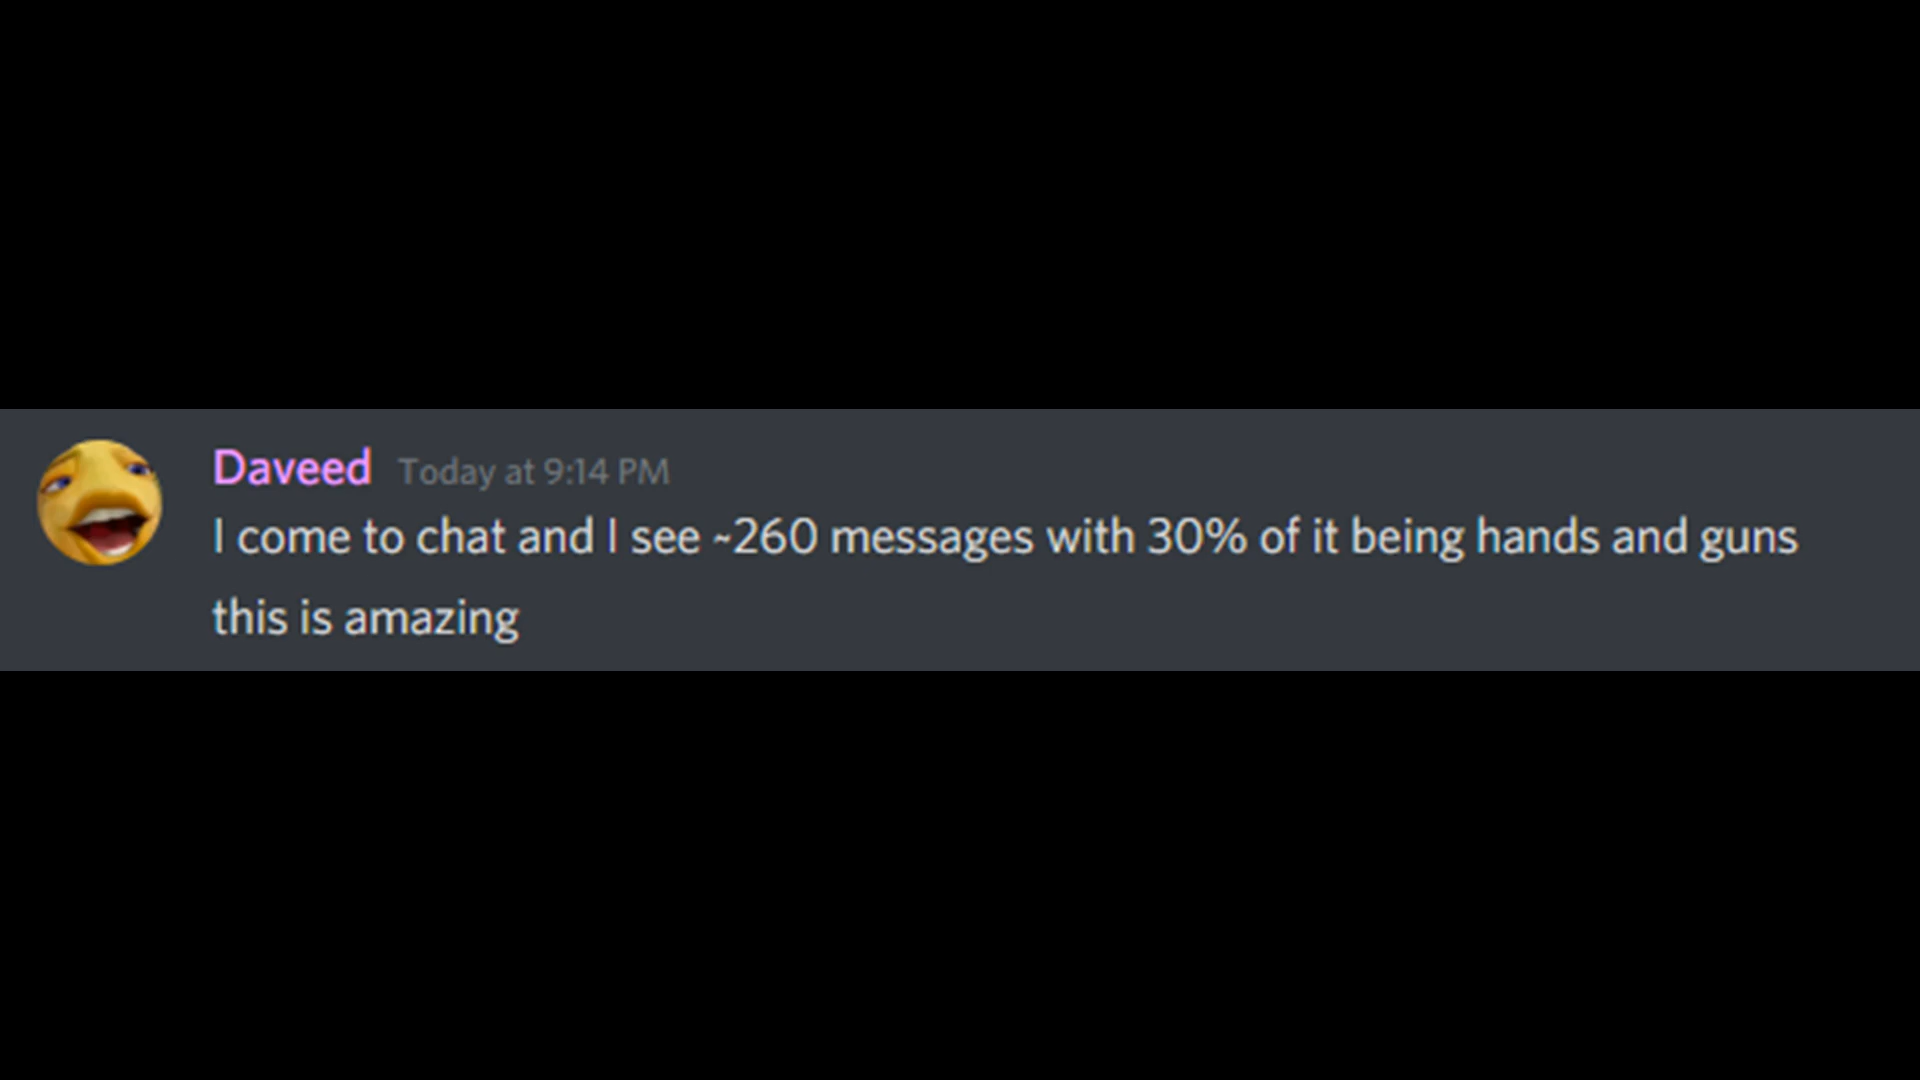 Daveed Today at 9:14 PM
I come to chat and I see ~260 messages with 30% of it being hands and guns
this is amazing